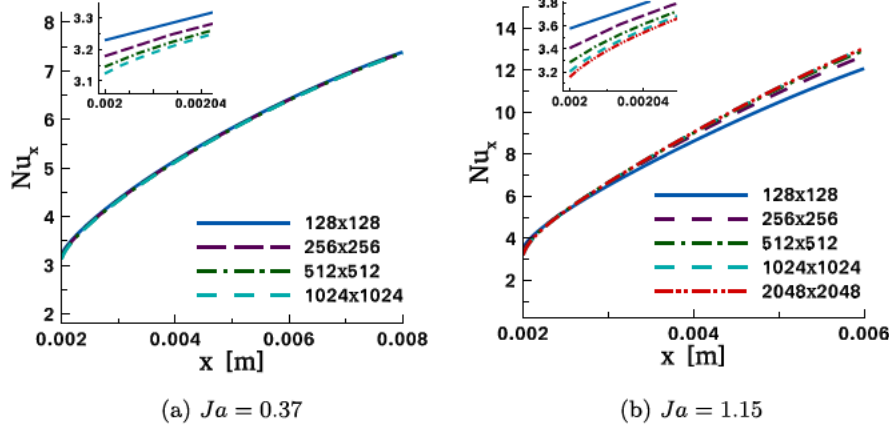 3.3
3.2
3.1
0.002
0.00204
8
7
6
5
4
3
2
Nu_x
128x128
256x256
512x512
1024x1024
0.002
0.004
0.006
0.008
x [m]
(a) Ja = 0.37
3.8
3.6
3.4
3.2
0.002
0.00204
14
12
10
8
6
4
2
Nu_x
128x128
256x256
512x512
1024x1024
2048x2048
0.002
0.004
0.006
x [m]
(b) Ja = 1.15